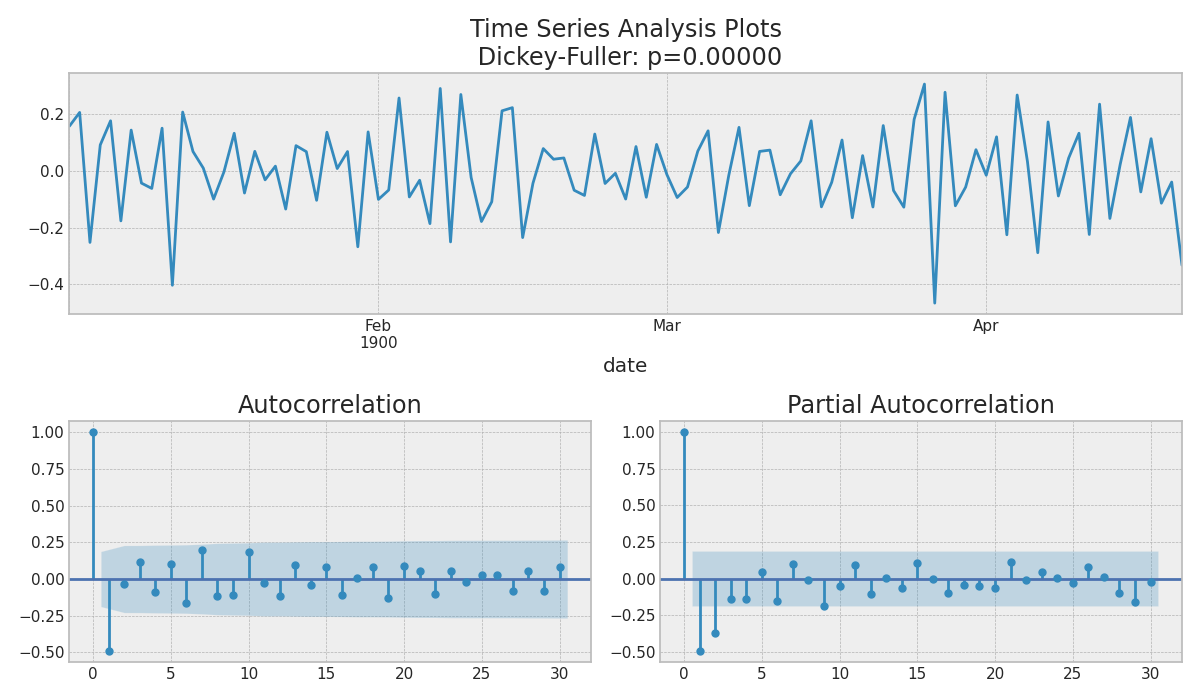 Time Series Analysis Plots
Dickey-Fuller: p=0.00000
0.2
0.0
−0.2
−0.4
Feb
1900
Mar
Apr
date
Autocorrelation
1.00
0.75
0.50
0.25
0.00
−0.25
−0.50
0 5 10 15 20 25 30
Partial Autocorrelation
1.00
0.75
0.50
0.25
0.00
−0.25
−0.50
0 5 10 15 20 25 30